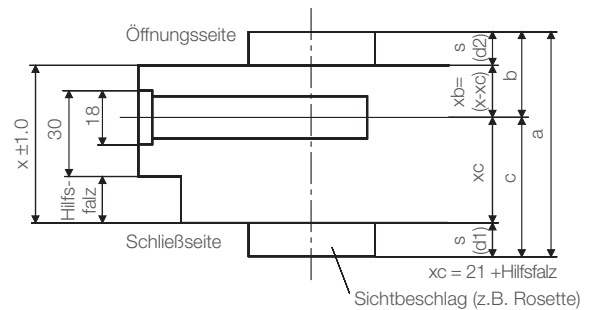 Öffnungsseite
s
(d2)
b
xb=
(x-xc)
a
x ±1.0
30
18
Hilfs-
falz
xc
c
Schließseite
s
(d1)
xc = 21 +Hilfsfalz
Sichtbeschlag (z.B. Rosette)